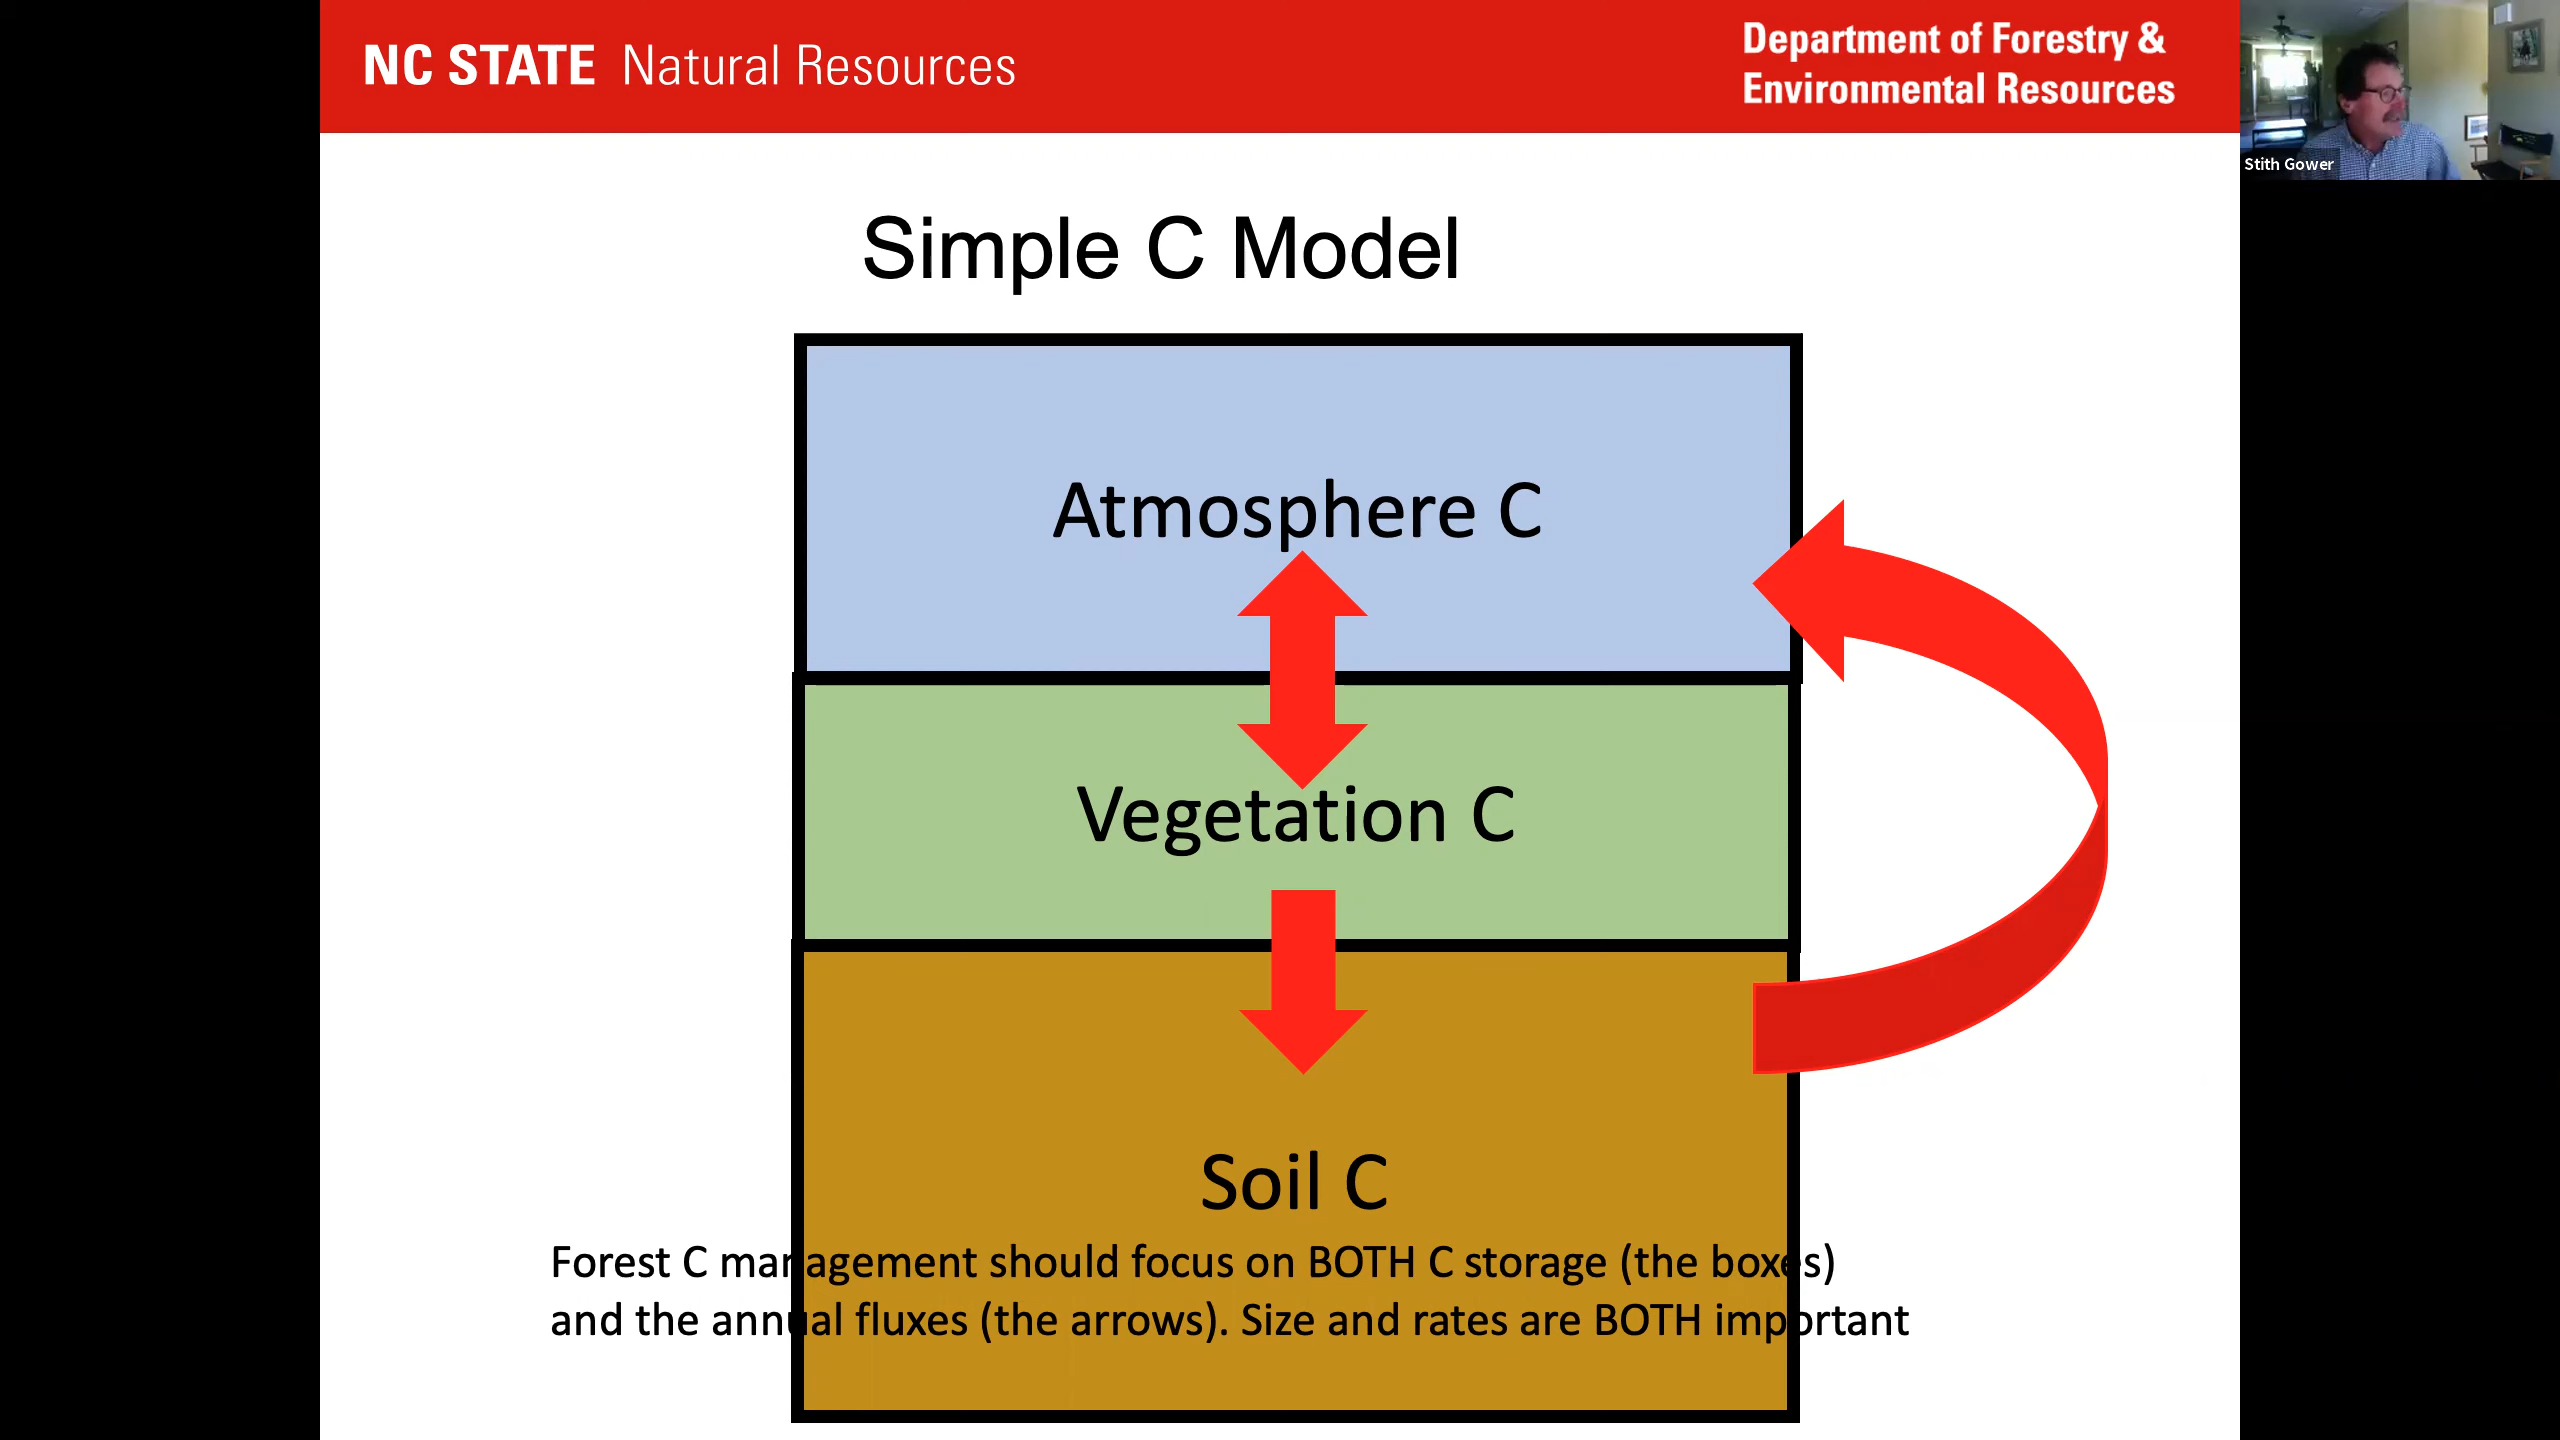 NC STATE Natural Resources
Department of Forestry &
Environmental Resources
Stith Gower
Simple C Model
Atmosphere C
Vegetation C
Soil C
Forest C management should focus on BOTH C storage (the boxes)
and the annual fluxes (the arrows). Size and rates are BOTH important